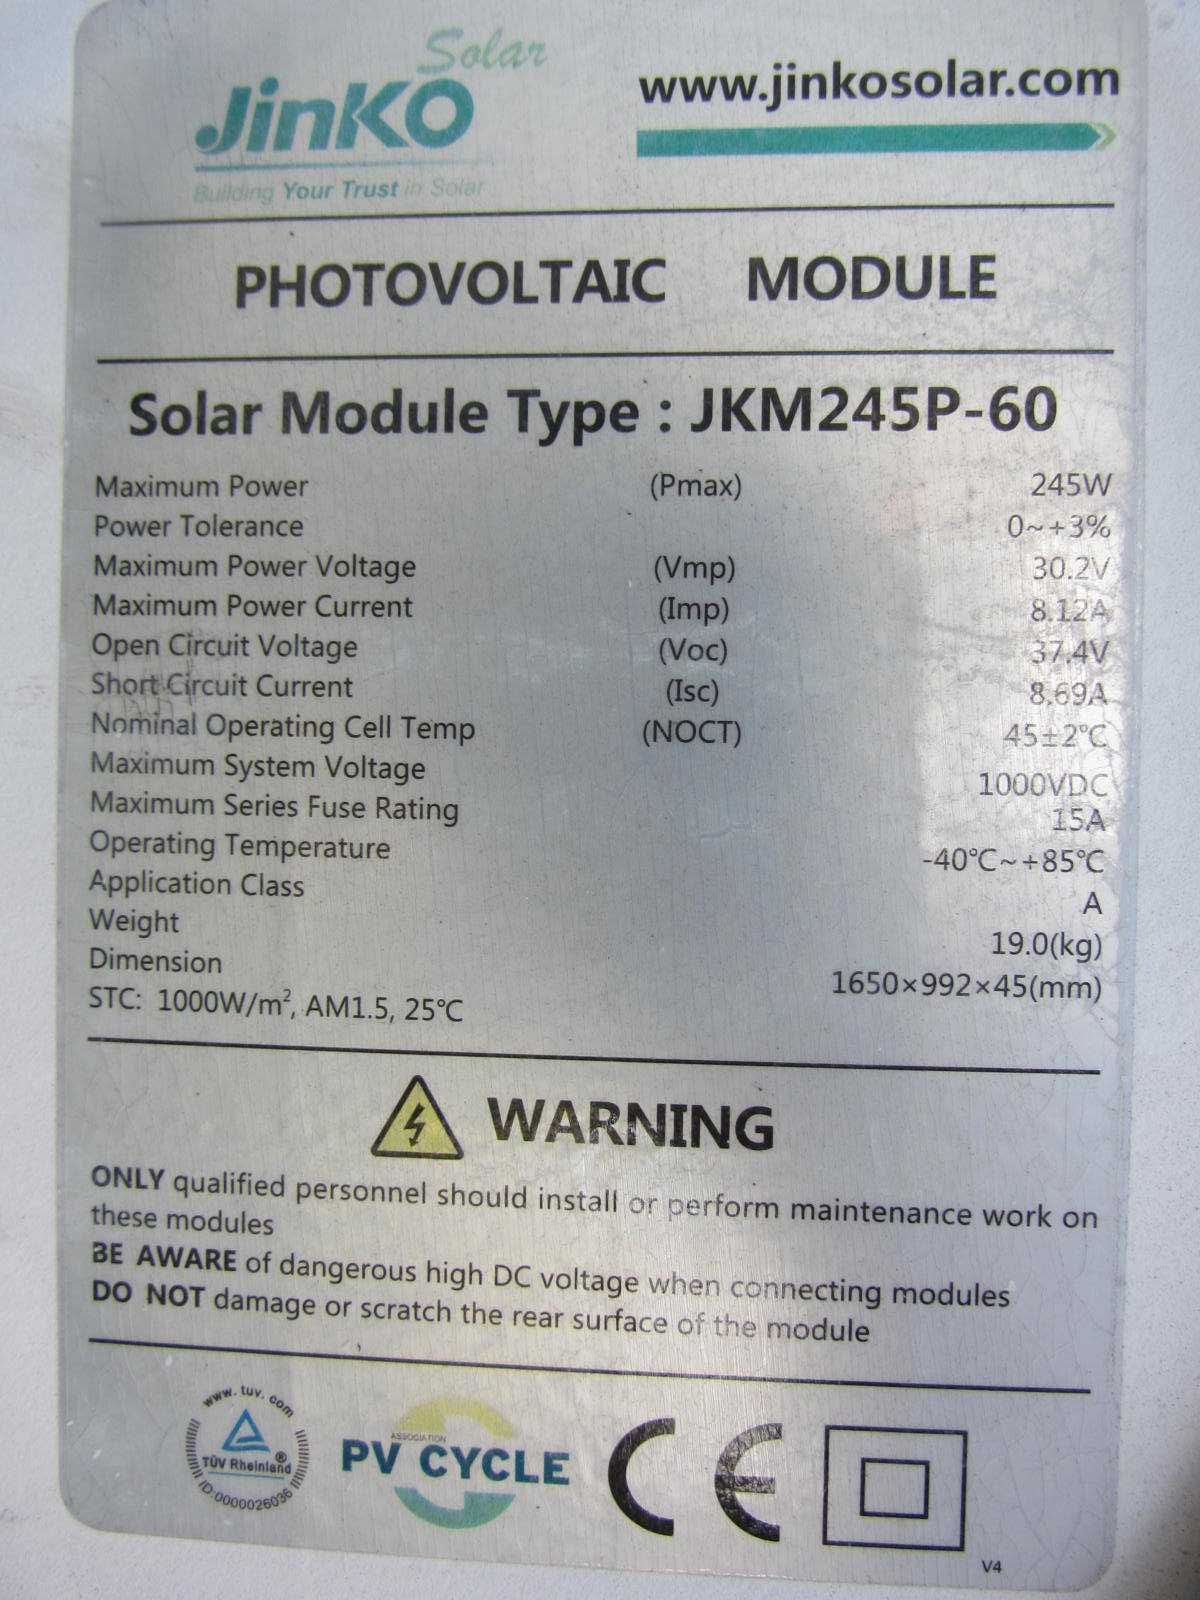 Solar
JinKO
www.jinkosolar.com
Building Your Trust in Solar
PHOTOVOLTAIC MODULE
Solar Module Type : JKM245P-60
Maximum Power (Pmax) 245W
Power Tolerance 0~+3%
Maximum Power Voltage (Vmp) 30.2V
Maximum Power Current (Imp) 8.12A
Open Circuit Voltage (Voc) 37.4V
Short Circuit Current (Isc) 8.69A
Nominal Operating Cell Temp (NOCT) 45±2℃
Maximum System Voltage 1000VDC
Maximum Series Fuse Rating 15A
Operating Temperature -40℃~+85℃
Application Class A
Weight 19.0(kg)
Dimension 1650×992×45(mm)
STC: 1000W/m², AM1.5, 25℃
WARNING
ONLY qualified personnel should install or perform maintenance work on
these modules
BE AWARE of dangerous high DC voltage when connecting modules
DO NOT damage or scratch the rear surface of the module
www.tuv.com
TÜV Rheinland®
ID:0000026036
ASSOCIATION
PV CYCLE
CE
V4